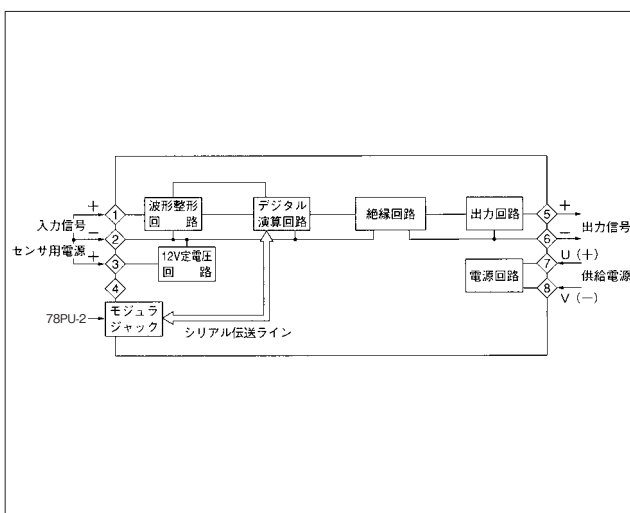 波形整形
回　　路
デジタル
演算回路
絶縁回路
出力回路
＋
1
入力信号
－
2
センサ用電源
＋
3
12V定電圧
回　　路
4
78PU-2
モジュラ
ジャック
シリアル伝送ライン
電源回路
5
＋
出力信号
6
－
7
U（＋）
供給電源
8
V（－）